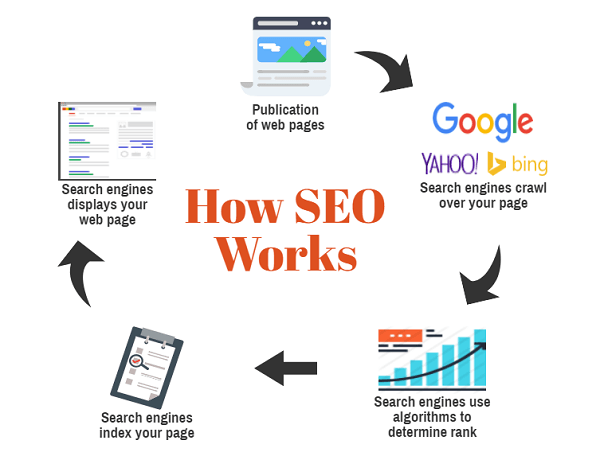 Publication
of web pages
Google
YAHOO! bing
Search engines crawl
over your page
Search engines use
algorithms to
determine rank
Search engines
index your page
Search engines
displays your
web page
How SEO
Works